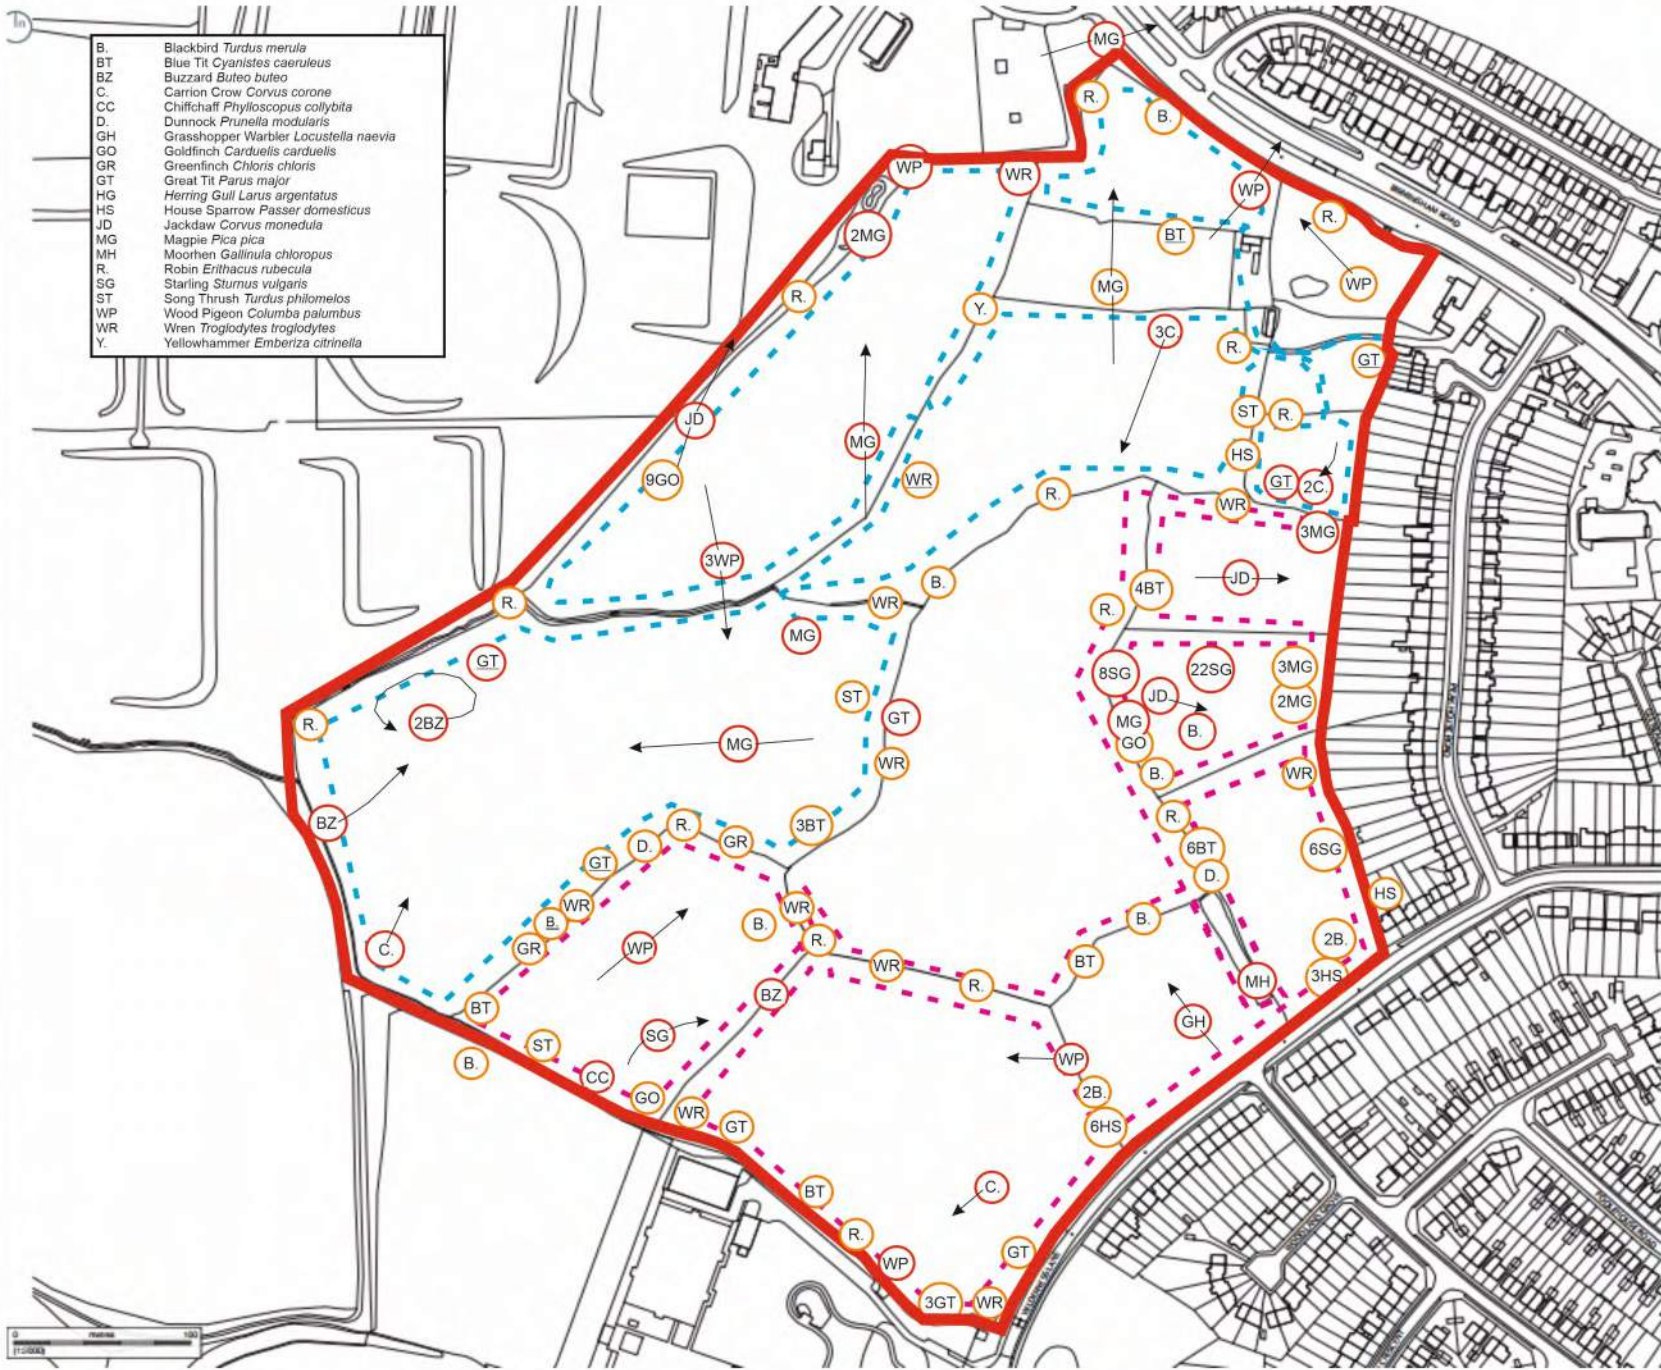 B. Blackbird Turdus merula
BT Blue Tit Cyanistes caeruleus
BZ Buzzard Buteo buteo
C. Carrion Crow Corvus corone
CC Chiffchaff Phylloscopus collybita
D. Dunnock Prunella modularis
GH Grasshopper Warbler Locustella naevia
GO Goldfinch Carduelis carduelis
GR Greenfinch Chloris chloris
GT Great Tit Parus major
HG Herring Gull Larus argentatus
HS House Sparrow Passer domesticus
JD Jackdaw Corvus monedula
MG Magpie Pica pica
MH Moorhen Gallinula chloropus
R. Robin Erithacus rubecula
SG Starling Sturnus vulgaris
ST Song Thrush Turdus philomelos
WP Wood Pigeon Columba palumbus
WR Wren Troglodytes troglodytes
Y. Yellowhammer Emberiza citrinella
MG
R.
B.
WP
WR
WP
R.
2MG
BT
WP
MG
R.
Y.
3C.
R.
GT
JD
ST
R.
MG
HS
9GO
WR
GT
2C.
R.
WR
3MG
3WP
JD
B.
4BT
R.
WR
R.
MG
GT
8SG
22SG
3MG
JD
2MG
ST
GT
R.
2BZ
MG
B.
MG
GO
WR
B.
WR
BZ
R.
3BT
R.
GR
D.
6BT
6SG
GT
D.
HS
WR
WR
B.
B.
B.
GR
WP
R.
2B.
C.
BT
WR
3HS
R.
MH
BZ
BT
GH
SG
ST
WP
B.
CC
2B.
GO
WR
GT
6HS
BT
C.
R.
GT
WP
3GT
WR
BIRMINGHAM ROAD
0 metres 100